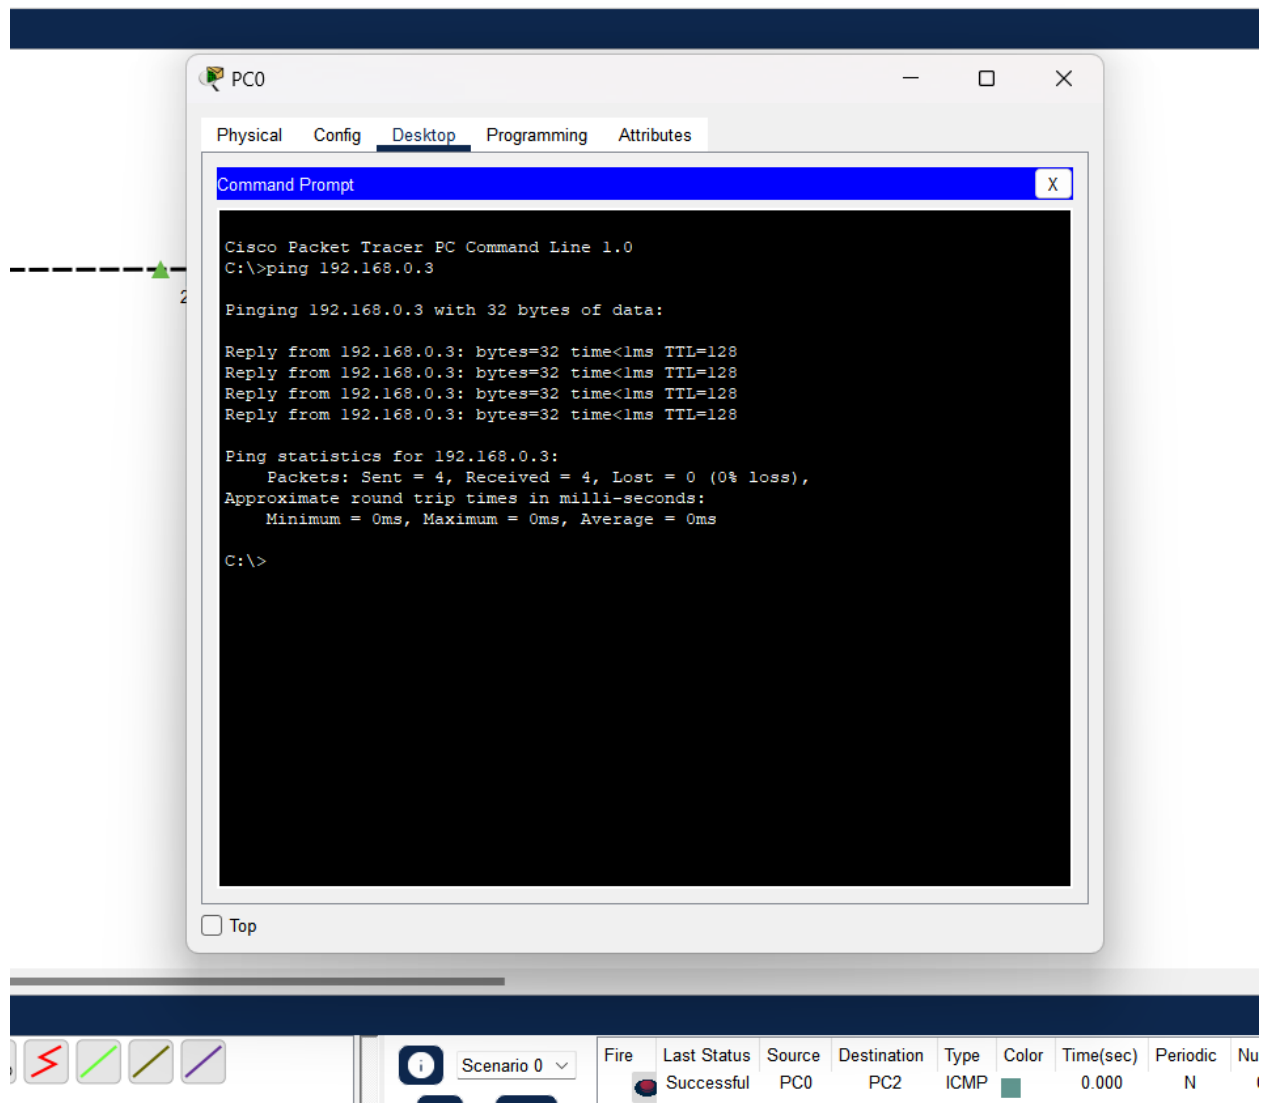 PC0
Physical Config Desktop Programming Attributes
Command Prompt
X
Cisco Packet Tracer PC Command Line 1.0
C:\>ping 192.168.0.3
2
Pinging 192.168.0.3 with 32 bytes of data:
Reply from 192.168.0.3: bytes=32 time<1ms TTL=128
Reply from 192.168.0.3: bytes=32 time<1ms TTL=128
Reply from 192.168.0.3: bytes=32 time<1ms TTL=128
Reply from 192.168.0.3: bytes=32 time<1ms TTL=128
Ping statistics for 192.168.0.3:
Packets: Sent = 4, Received = 4, Lost = 0 (0% loss),
Approximate round trip times in milli-seconds:
Minimum = 0ms, Maximum = 0ms, Average = 0ms
C:\>
Top
Scenario 0
Fire Last Status Source Destination Type Color Time(sec) Periodic Nu
Successful PC0 PC2 ICMP 0.000 N